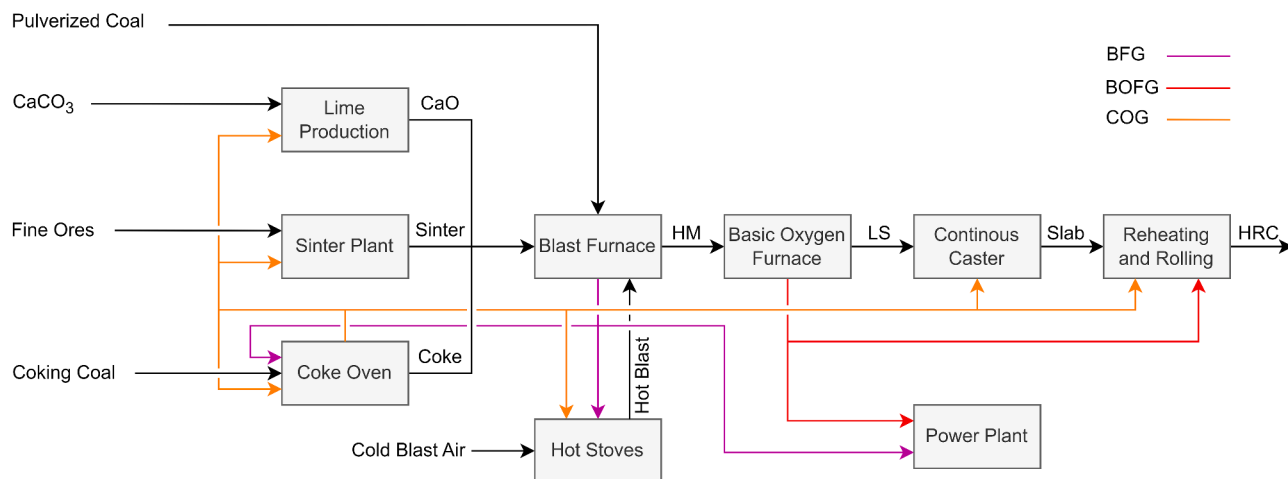 Pulverized Coal
BFG
BOFG
COG
CaCO3
Lime
Production
CaO
Fine Ores
Sinter Plant
Sinter
Blast Furnace
HM
Basic Oxygen
Furnace
LS
Continous
Caster
Slab
Reheating
and Rolling
HRC
Coking Coal
Coke Oven
Coke
Hot Blast
Cold Blast Air
Hot Stoves
Power Plant